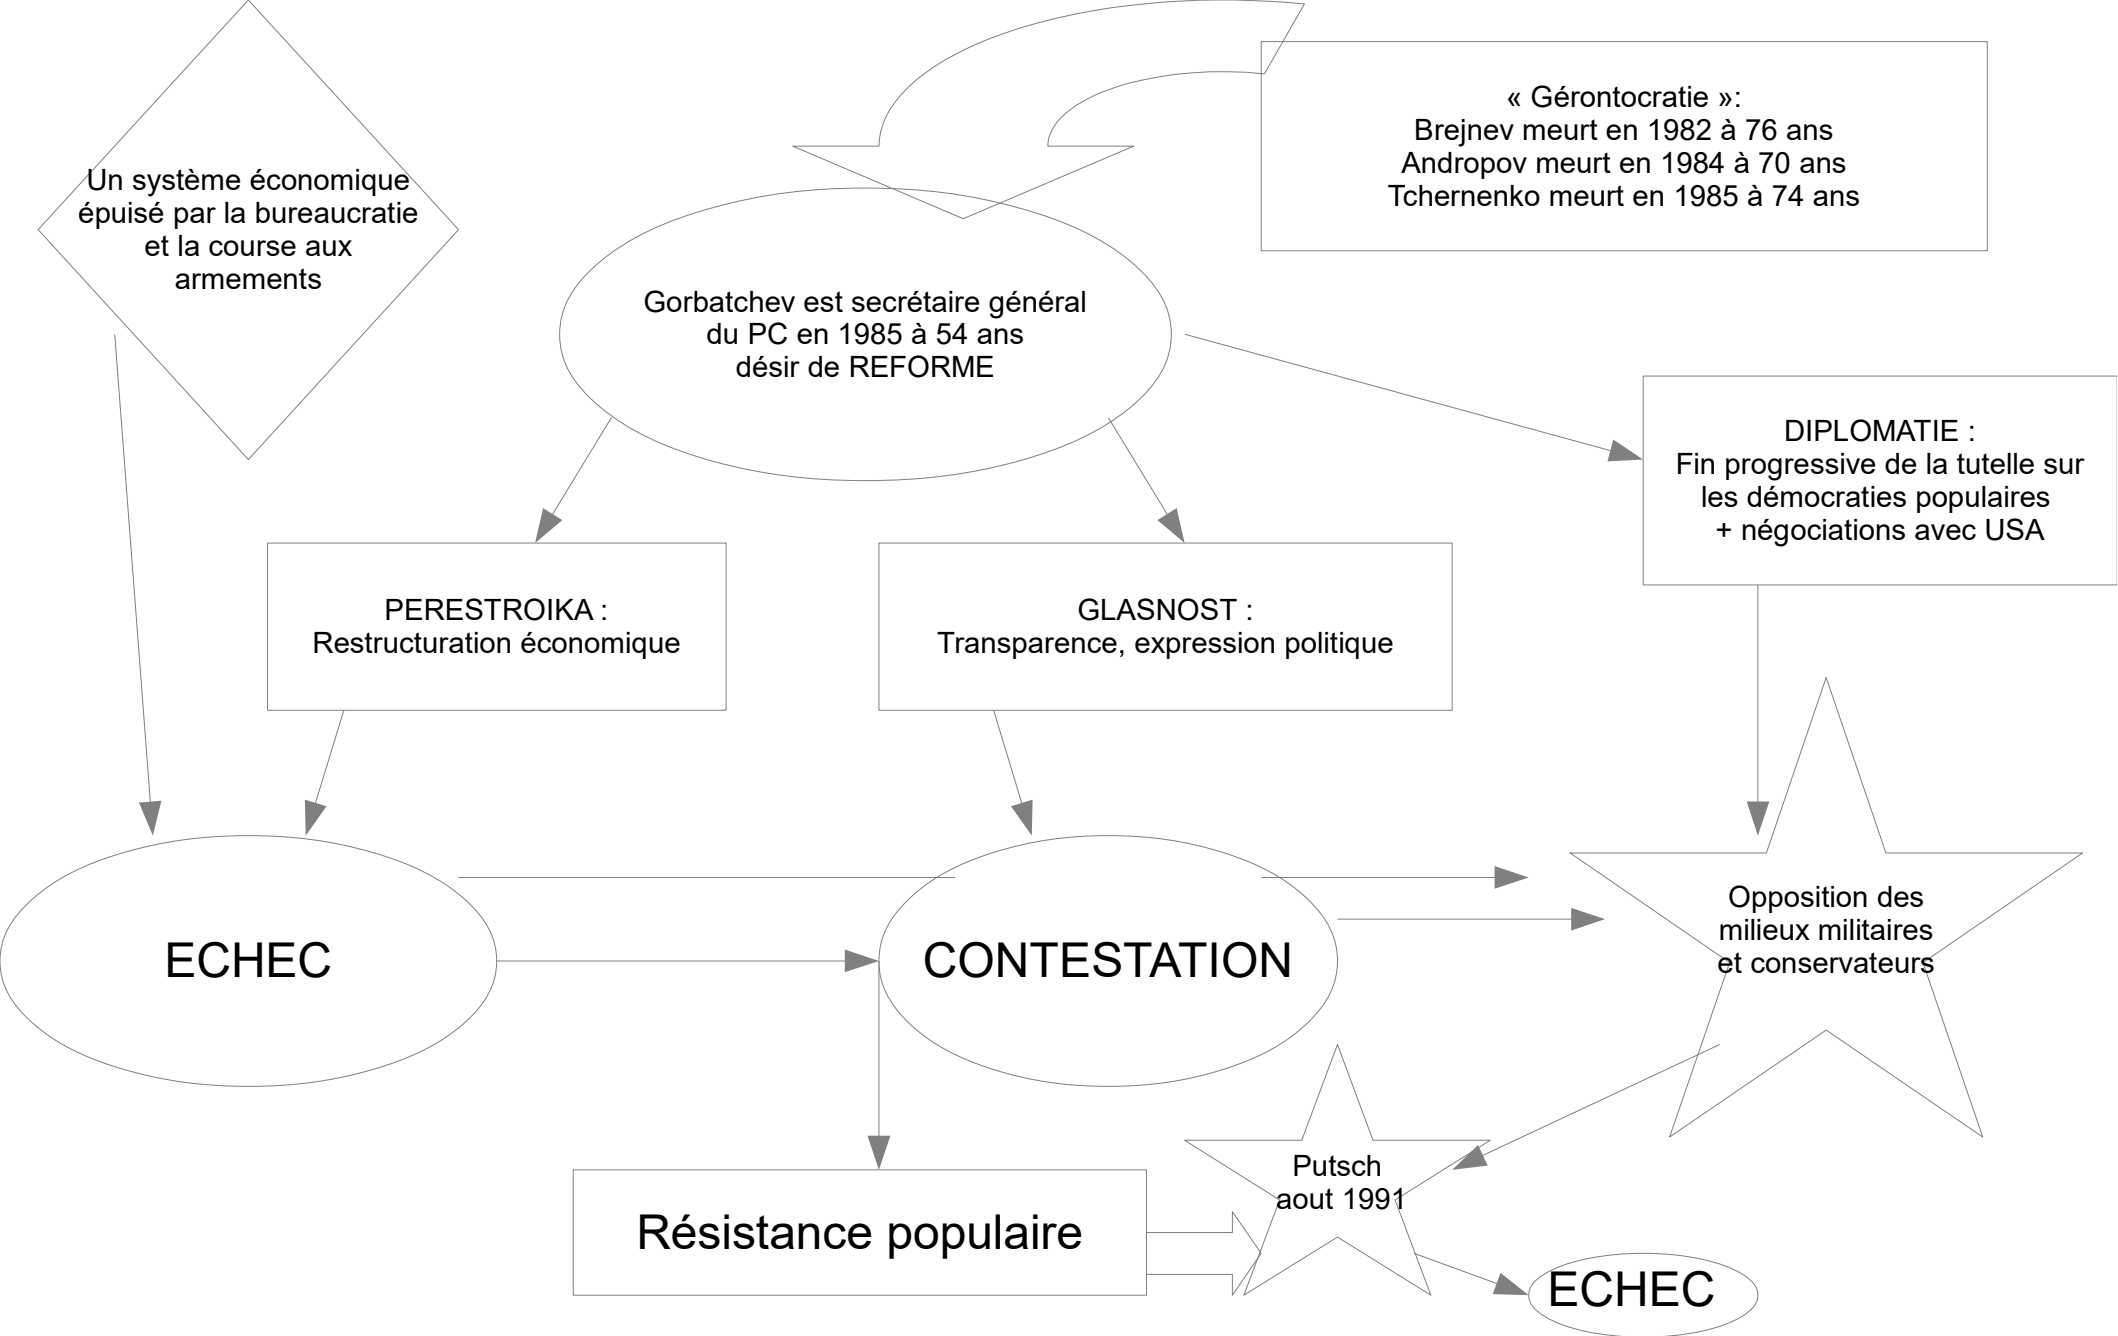 « Gérontocratie »:
Brejnev meurt en 1982 à 76 ans
Andropov meurt en 1984 à 70 ans
Tchernenko meurt en 1985 à 74 ans
Un système économique
épuisé par la bureaucratie
et la course aux
armements
Gorbatchev est secrétaire général
du PC en 1985 à 54 ans
désir de REFORME
DIPLOMATIE :
Fin progressive de la tutelle sur
les démocraties populaires
+ négociations avec USA
PERESTROIKA :
Restructuration économique
GLASNOST :
Transparence, expression politique
ECHEC
CONTESTATION
Opposition des
milieux militaires
et conservateurs
Putsch
aout 1991
Résistance populaire
ECHEC